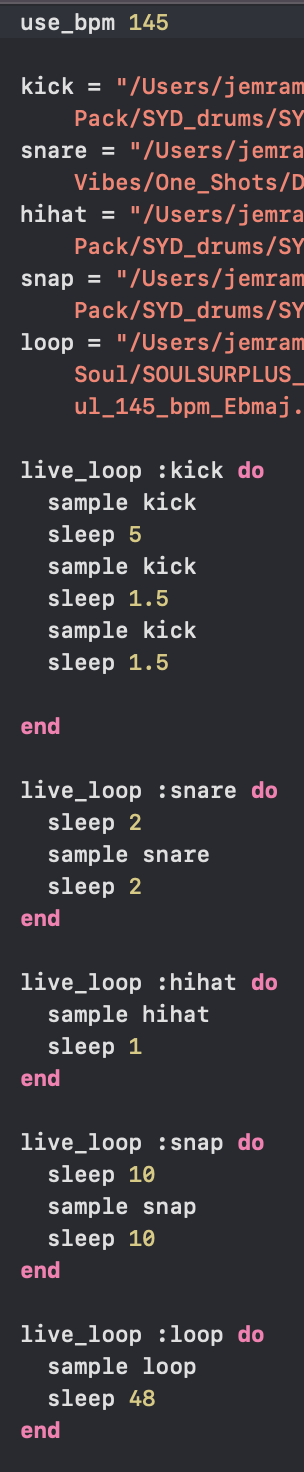 use_bpm 145
kick = "/Users/jemram
Pack/SYD_drums/SY
snare = "/Users/jemra
Vibes/One_Shots/D
hihat = "/Users/jemra
Pack/SYD_drums/SY
snap = "/Users/jemram
Pack/SYD_drums/SY
loop = "/Users/jemram
Soul/SOULSURPLUS_
ul_145_bpm_Ebmaj.
live_loop :kick do
sample kick
sleep 5
sample kick
sleep 1.5
sample kick
sleep 1.5
end
live_loop :snare do
sleep 2
sample snare
sleep 2
end
live_loop :hihat do
sample hihat
sleep 1
end
live_loop :snap do
sleep 10
sample snap
sleep 10
end
live_loop :loop do
sample loop
sleep 48
end